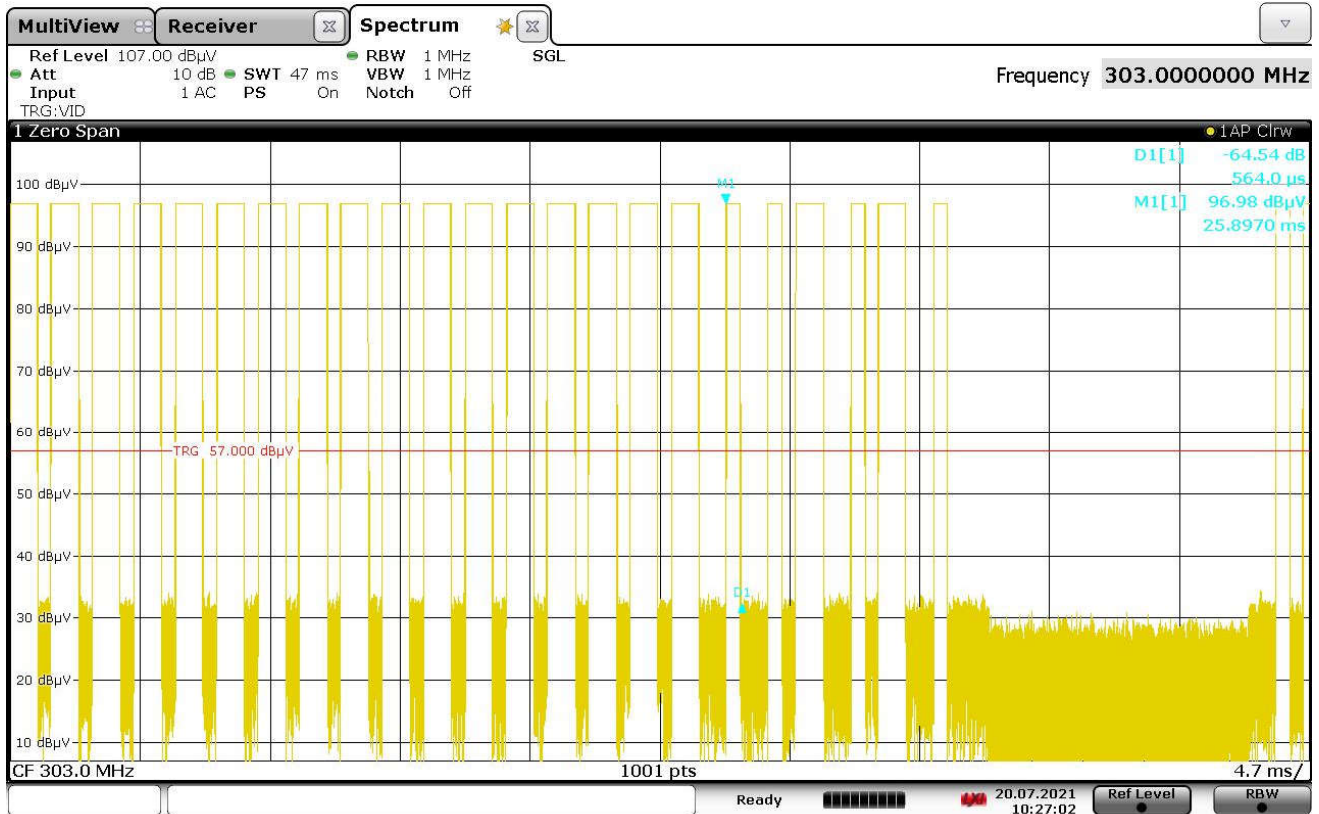 MultiView Receiver Spectrum
Ref Level 107.00 dBµV RBW 1 MHz SGL
Att 10 dB SWT 47 ms VBW 1 MHz Frequency 303.0000000 MHz
Input 1 AC PS On Notch Off
TRG:VID
1 Zero Span 1AP Clrw
D1[1] -64.54 dB
564.0 µs
M1[1] 96.98 dBµV
25.8970 ms
100 dBµV
M1
90 dBµV
80 dBµV
70 dBµV
60 dBµV
TRG 57.000 dBµV
50 dBµV
40 dBµV
D1
30 dBµV
20 dBµV
10 dBµV
CF 303.0 MHz 1001 pts 4.7 ms/
Ready LXI 20.07.2021 Ref Level RBW
10:27:02